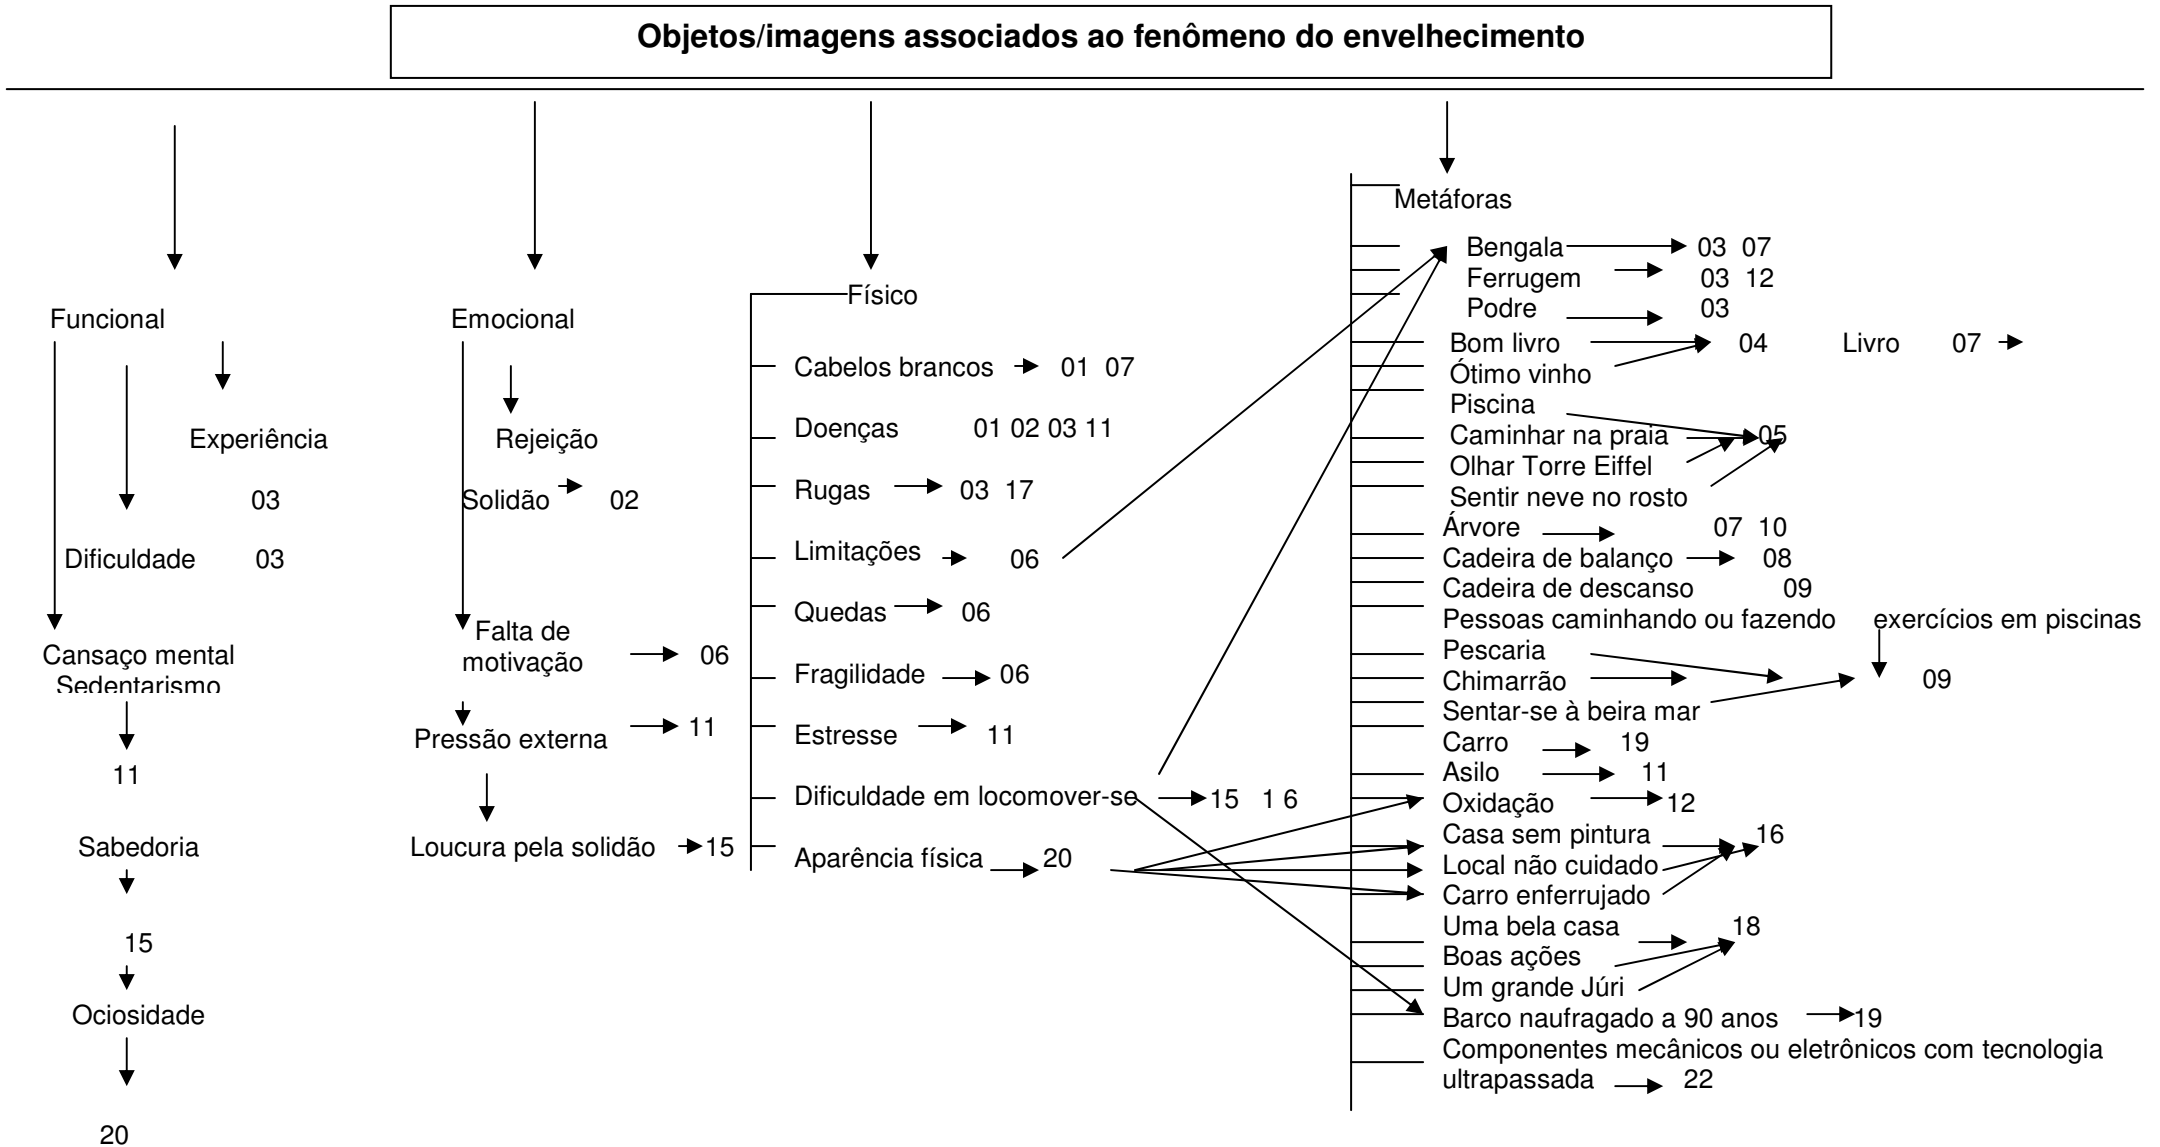 Objetos/imagens associados ao fenômeno do envelhecimento
Funcional
Experiência
03
Dificuldade 03
Cansaço mental
Sedentarismo
11
Sabedoria
15
Ociosidade
20
Emocional
Rejeição
Solidão 02
Falta de
motivação 06
Pressão externa 11
Loucura pela solidão 15
Físico
Cabelos brancos 01 07
Doenças 01 02 03 11
Rugas 03 17
Limitações 06
Quedas 06
Fragilidade 06
Estresse 11
Dificuldade em locomover-se 15 1 6
Aparência física 20
Metáforas
Bengala 03 07
Ferrugem 03 12
Podre 03
Bom livro 04 Livro 07
Ótimo vinho
Piscina
Caminhar na praia 05
Olhar Torre Eiffel
Sentir neve no rosto
Árvore 07 10
Cadeira de balanço 08
Cadeira de descanso 09
Pessoas caminhando ou fazendo exercícios em piscinas
Pescaria
Chimarrão 09
Sentar-se à beira mar
Carro 19
Asilo 11
Oxidação 12
Casa sem pintura 16
Local não cuidado
Carro enferrujado
Uma bela casa 18
Boas ações
Um grande Júri
Barco naufragado a 90 anos 19
Componentes mecânicos ou eletrônicos com tecnologia
ultrapassada 22